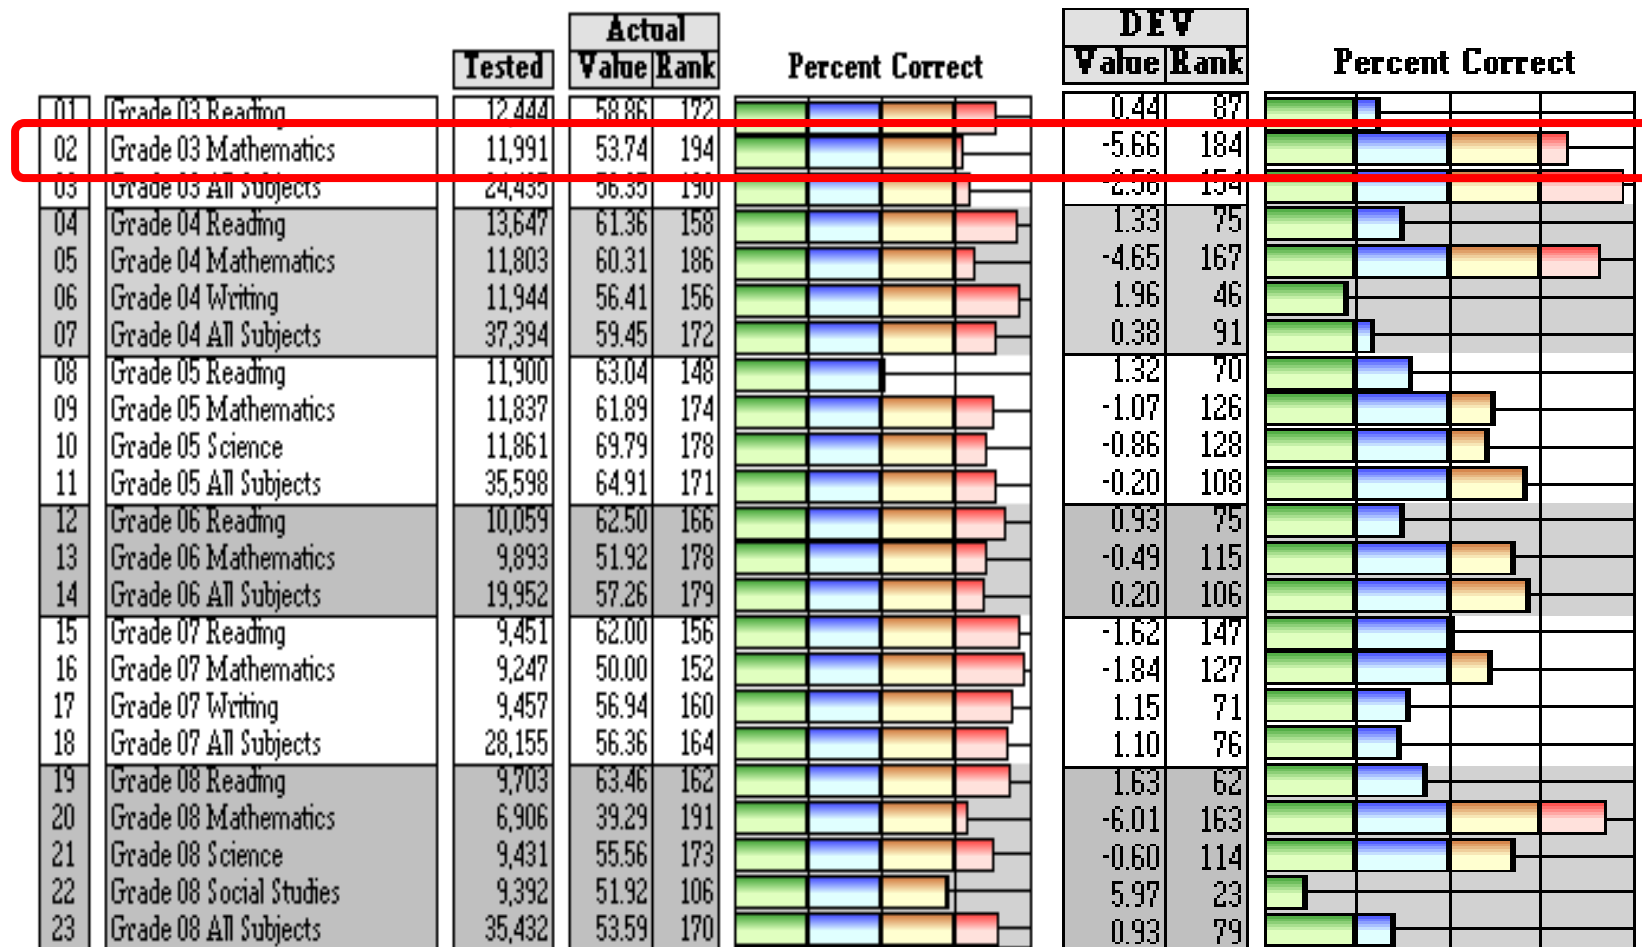 Actual DEV
Tested Value Rank Percent Correct Value Rank Percent Correct
01 Grade 03 Reading 12,444 58.86 172 0.44 87
02 Grade 03 Mathematics 11,991 53.74 194 -5.66 184
03 Grade 03 All Subjects 24,435 56.35 190 -2.58 154
04 Grade 04 Reading 13,647 61.36 158 1.33 75
05 Grade 04 Mathematics 11,803 60.31 186 -4.65 167
06 Grade 04 Writing 11,944 56.41 156 1.96 46
07 Grade 04 All Subjects 37,394 59.45 172 0.38 91
08 Grade 05 Reading 11,900 63.04 148 1.32 70
09 Grade 05 Mathematics 11,837 61.89 174 -1.07 126
10 Grade 05 Science 11,861 69.79 178 -0.86 128
11 Grade 05 All Subjects 35,598 64.91 171 -0.20 108
12 Grade 06 Reading 10,059 62.50 166 0.93 75
13 Grade 06 Mathematics 9,893 51.92 178 -0.49 115
14 Grade 06 All Subjects 19,952 57.26 179 0.20 106
15 Grade 07 Reading 9,451 62.00 156 -1.62 147
16 Grade 07 Mathematics 9,247 50.00 152 -1.84 127
17 Grade 07 Writing 9,457 56.94 160 1.15 71
18 Grade 07 All Subjects 28,155 56.36 164 1.10 76
19 Grade 08 Reading 9,703 63.46 162 1.63 62
20 Grade 08 Mathematics 6,906 39.29 191 -6.01 163
21 Grade 08 Science 9,431 55.56 173 -0.60 114
22 Grade 08 Social Studies 9,392 51.92 106 5.97 23
23 Grade 08 All Subjects 35,432 53.59 170 0.93 79